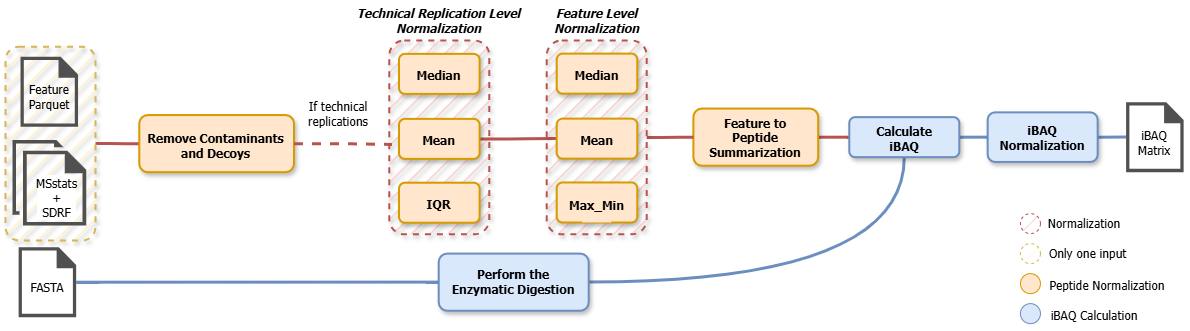 Technical Replication Level
Normalization
Feature Level
Normalization
Feature
Parquet
MSstats
+
SDRF
FASTA
Remove Contaminants
and Decoys
If technical
replications
Median
Mean
IQR
Median
Mean
Max_Min
Feature to
Peptide
Summarization
Calculate
iBAQ
iBAQ
Normalization
iBAQ
Matrix
Perform the
Enzymatic Digestion
Normalization
Only one input
Peptide Normalization
iBAQ Calculation